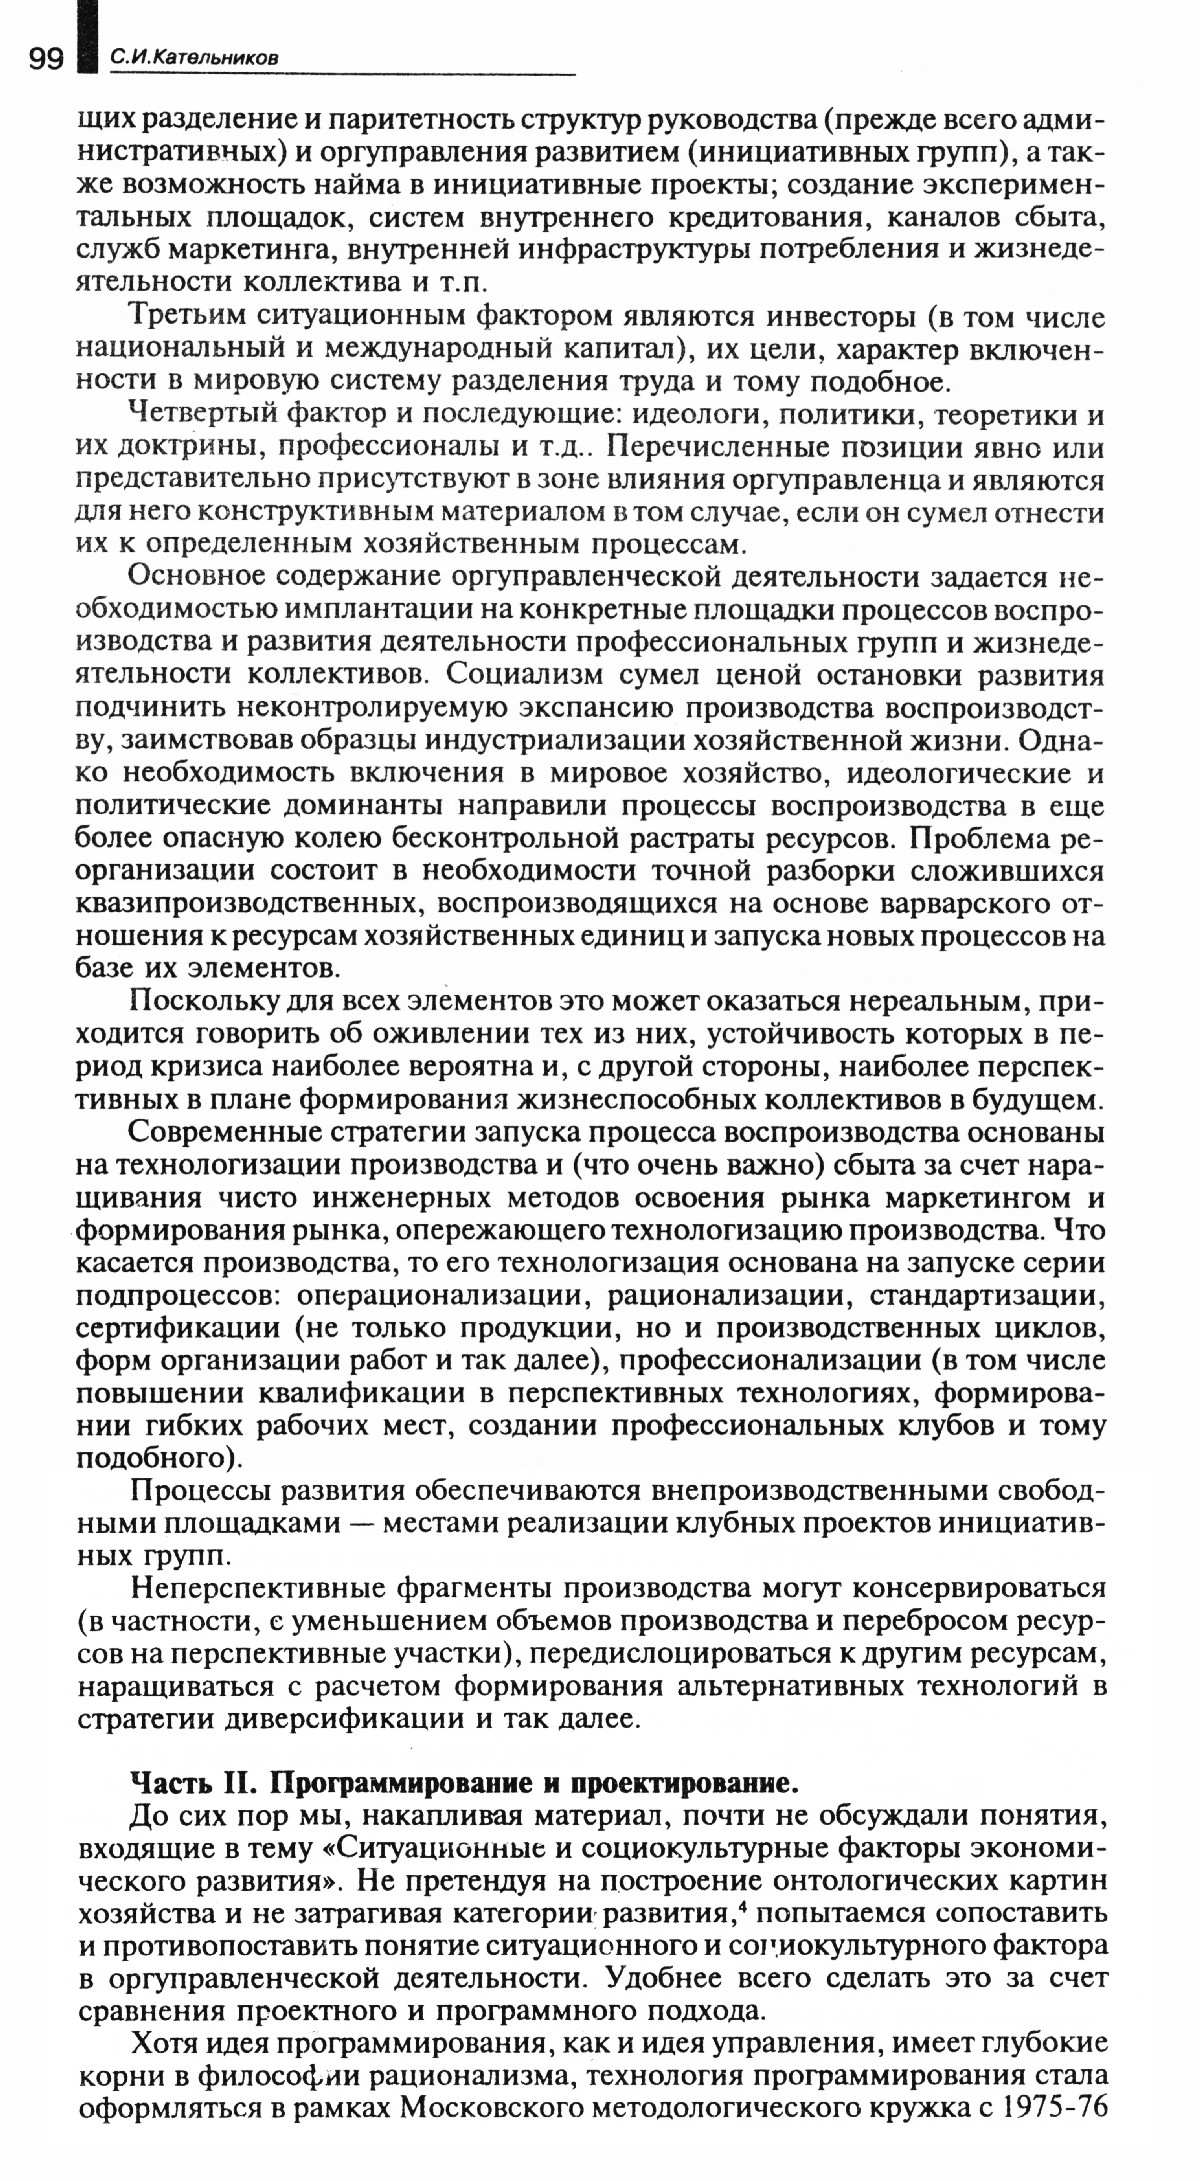 99
С.И.Кательников
щих разделение и паритетность структур руководства (прежде всего адми-
нистративных) и оргуправления развитием (инициативных групп), а так-
же возможность найма в инициативные проекты; создание эксперимен-
тальных площадок, систем внутреннего кредитования, каналов сбыта,
служб маркетинга, внутренней инфраструктуры потребления и жизнеде-
ятельности коллектива и т.п.
Третьим ситуационным фактором являются инвесторы (в том числе
национальный и международный капитал), их цели, характер включен-
ности в мировую систему разделения труда и тому подобное.
Четвертый фактор и последующие: идеологи, политики, теоретики и
их доктрины, профессионалы и т.д.. Перечисленные позиции явно или
представительно присутствуют в зоне влияния оргуправленца и являются
для него конструктивным материалом в том случае, если он сумел отнести
их к определенным хозяйственным процессам.
Основное содержание оргуправленческой деятельности задается не-
обходимостью имплантации на конкретные площадки процессов воспро-
изводства и развития деятельности профессиональных групп и жизнеде-
ятельности коллективов. Социализм сумел ценой остановки развития
подчинить неконтролируемую экспансию производства воспроизводст-
ву, заимствовав образцы индустриализации хозяйственной жизни. Одна-
ко необходимость включения в мировое хозяйство, идеологические и
политические доминанты направили процессы воспроизводства в еще
более опасную колею бесконтрольной растраты ресурсов. Проблема ре-
организации состоит в необходимости точной разборки сложившихся
квазипроизводственных, воспроизводящихся на основе варварского от-
ношения к ресурсам хозяйственных единиц и запуска новых процессов на
базе их элементов.
Поскольку для всех элементов это может оказаться нереальным, при-
ходится говорить об оживлении тех из них, устойчивость которых в пе-
риод кризиса наиболее вероятна и, с другой стороны, наиболее перспек-
тивных в плане формирования жизнеспособных коллективов в будущем.
Современные стратегии запуска процесса воспроизводства основаны
на технологизации производства и (что очень важно) сбыта за счет нара-
щивания чисто инженерных методов освоения рынка маркетингом и
формирования рынка, опережающего технологизацию производства. Что
касается производства, то его технологизация основана на запуске серии
подпроцессов: операционализации, рационализации, стандартизации,
сертификации (не только продукции, но и производственных циклов,
форм организации работ и так далее), профессионализации (в том числе
повышении квалификации в перспективных технологиях, формирова-
нии гибких рабочих мест, создании профессиональных клубов и тому
подобного).
Процессы развития обеспечиваются внепроизводственными свобод-
ными площадками — местами реализации клубных проектов инициатив-
ных групп.
Неперспективные фрагменты производства могут консервироваться
(в частности, с уменьшением объемов производства и перебросом ресур-
сов на перспективные участки), передислоцироваться к другим ресурсам,
наращиваться с расчетом формирования альтернативных технологий в
стратегии диверсификации и так далее.
Часть II. Программирование и проектирование.
До сих пор мы, накапливая материал, почти не обсуждали понятия,
входящие в тему «Ситуационные и социокультурные факторы экономи-
ческого развития». Не претендуя на построение онтологических картин
хозяйства и не затрагивая категории развития,⁴ попытаемся сопоставить
и противопоставить понятие ситуационного и социокультурного фактора
в оргуправленческой деятельности. Удобнее всего сделать это за счет
сравнения проектного и программного подхода.
Хотя идея программирования, как и идея управления, имеет глубокие
корни в философии рационализма, технология программирования стала
оформляться в рамках Московского методологического кружка с 1975-76